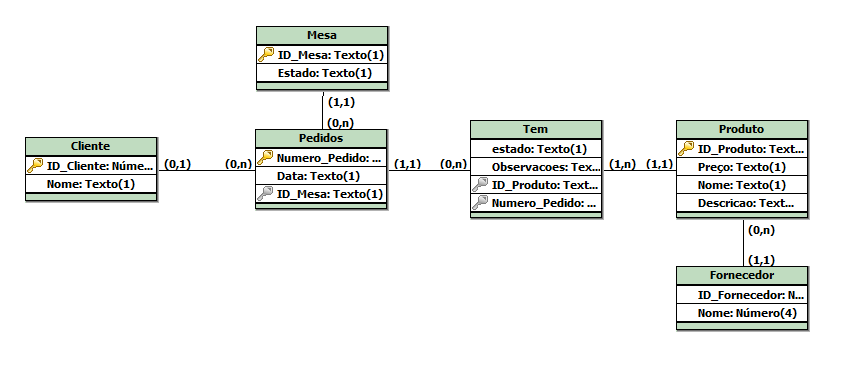 Mesa
ID_Mesa: Texto(1)
Estado: Texto(1)
(1,1)
(0,n)
Cliente
ID_Cliente: Núme...
Nome: Texto(1)
(0,1)
(0,n)
Pedidos
Numero_Pedido: ...
Data: Texto(1)
ID_Mesa: Texto(1)
(1,1)
(0,n)
Tem
estado: Texto(1)
Observacoes: Tex...
ID_Produto: Text...
Numero_Pedido: ...
(1,n)
(1,1)
Produto
ID_Produto: Text...
Preço: Texto(1)
Nome: Texto(1)
Descricao: Text...
(0,n)
(1,1)
Fornecedor
ID_Fornecedor: N...
Nome: Número(4)